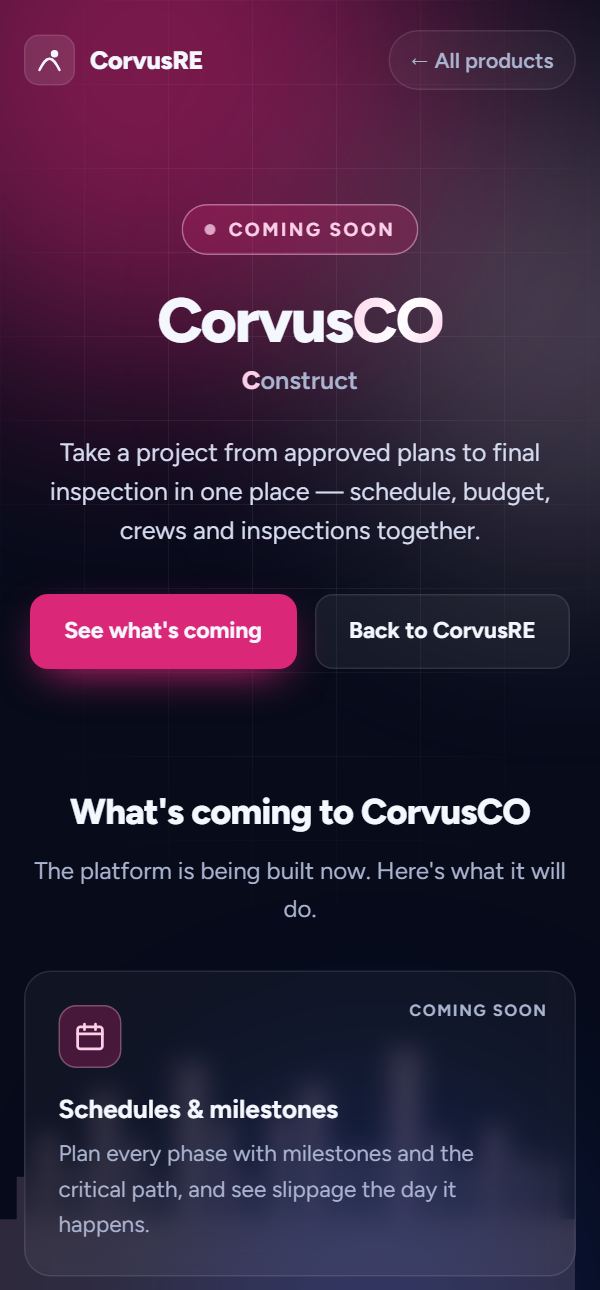 CorvusRE
← All products
COMING SOON
CorvusCO
Construct
Take a project from approved plans to final
inspection in one place — schedule, budget,
crews and inspections together.
See what's coming
Back to CorvusRE
What's coming to CorvusCO
The platform is being built now. Here's what it will
do.
COMING SOON
Schedules & milestones
Plan every phase with milestones and the
critical path, and see slippage the day it
happens.